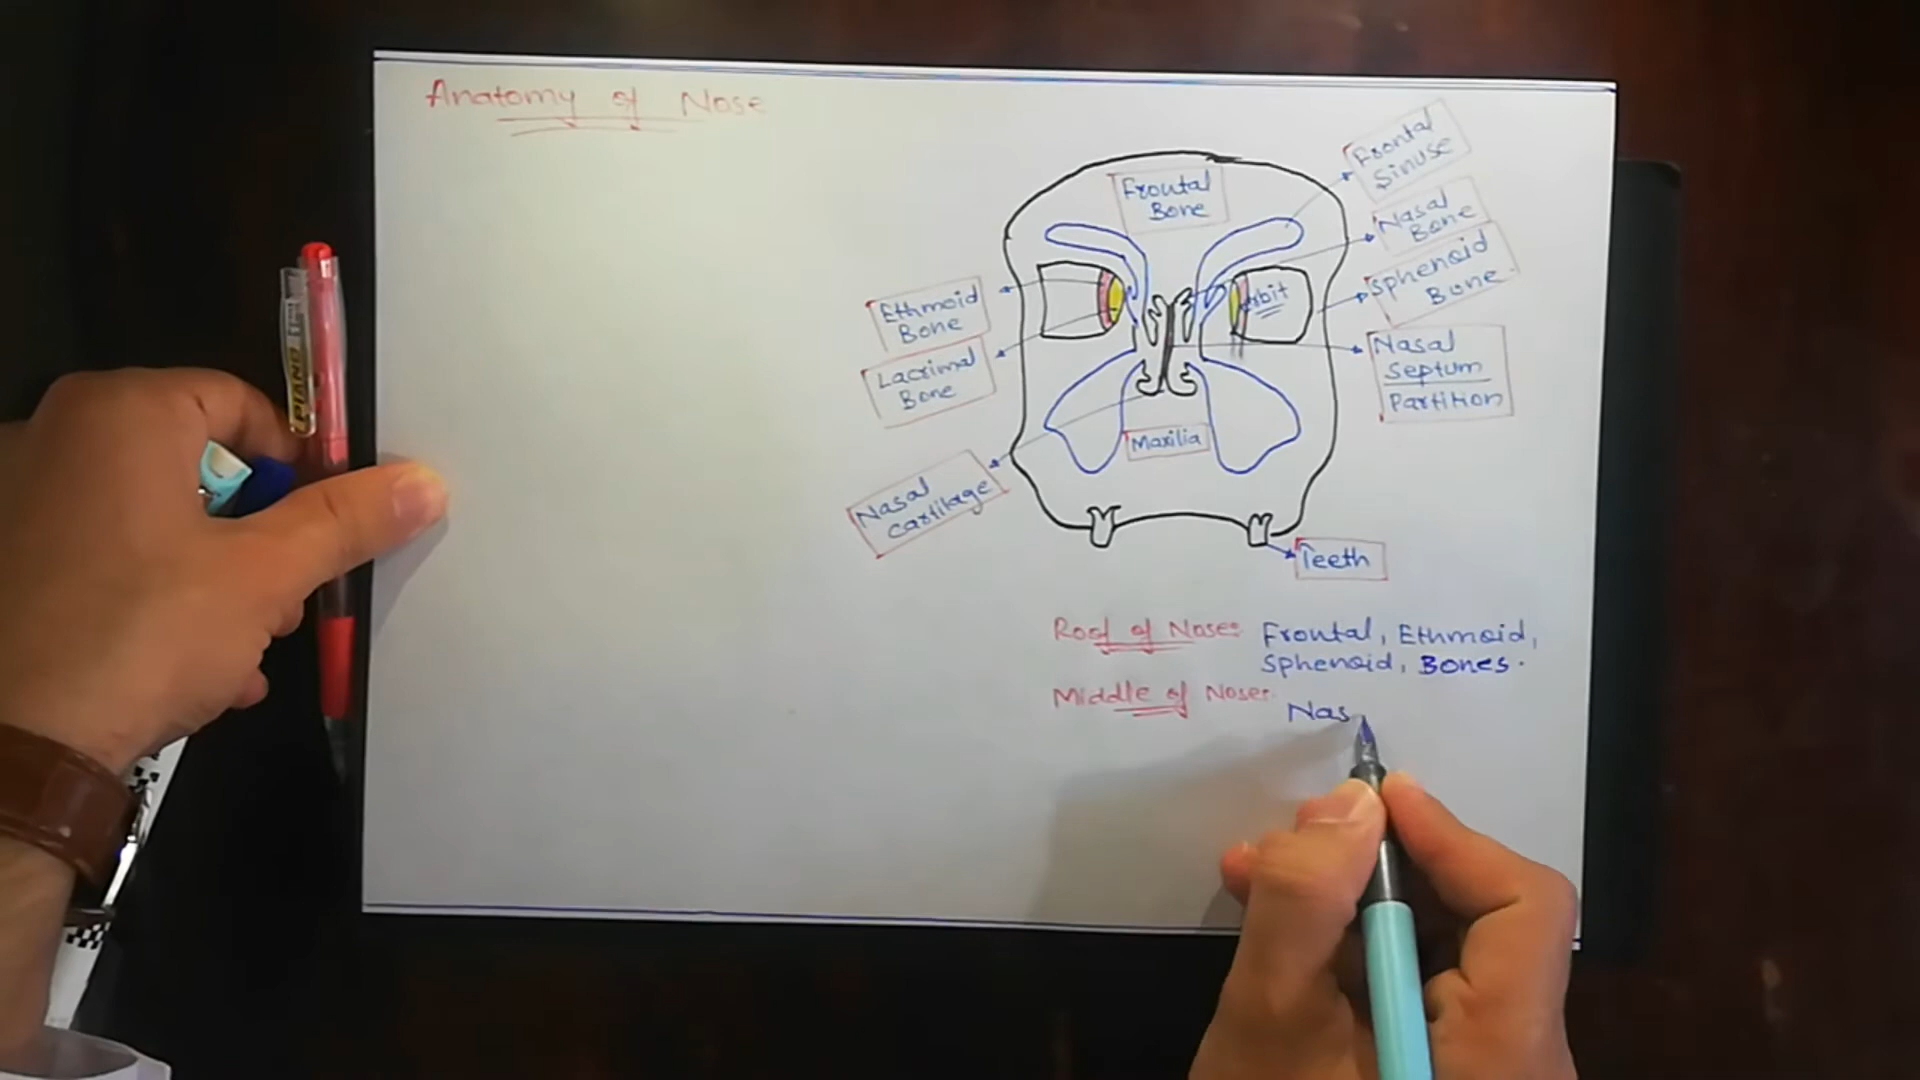 Anatomy of Nose
Frontal
Sinuse
Frontal
Bone
Nasal
Bone
Sphenoid
Bone.
Ethmoid
Bone
orbit
Nasal
Septum
Partition
Lacrimal
Bone
Maxilia
Nasal
cartilage
Teeth
Roof of Nose: Frontal, Ethmoid,
Sphenoid, Bones.
Middle of Nose:
Nas
PIANO